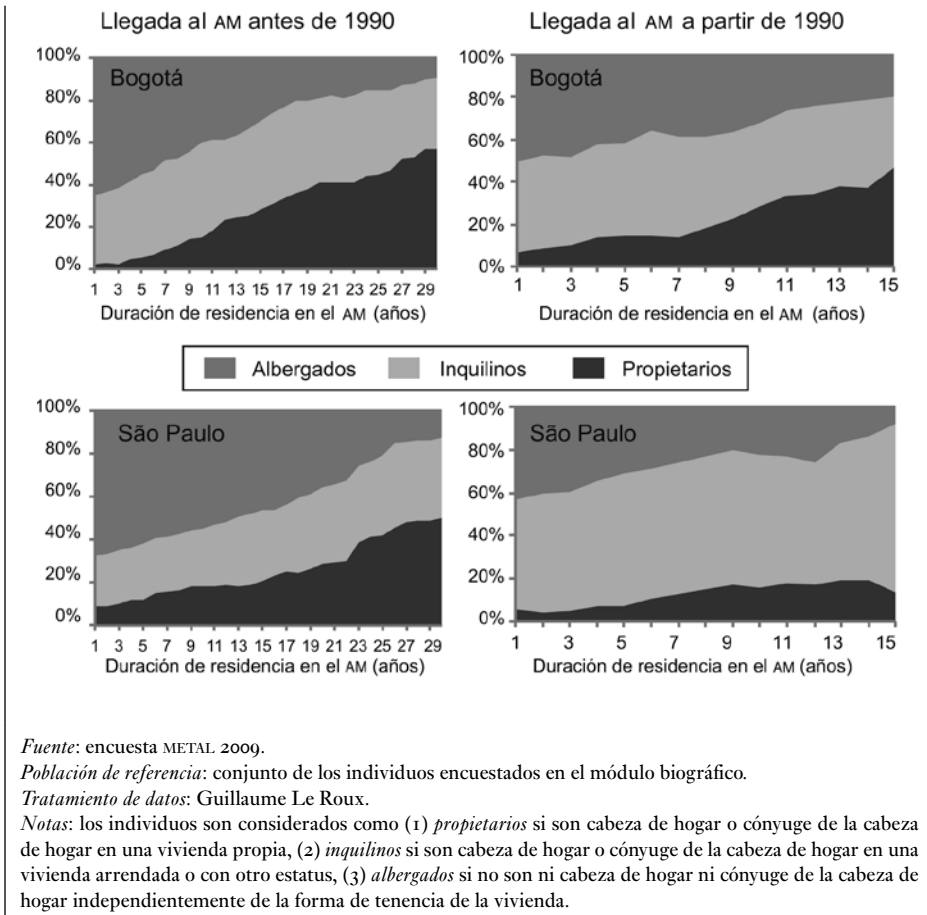 Llegada al AM antes de 1990
Llegada al AM a partir de 1990
100%
80%
60%
40%
20%
0%
Bogotá
1 3 5 7 9 11 13 15 17 19 21 23 25 27 29
Duración de residencia en el AM (años)
100%
80%
60%
40%
20%
0%
Bogotá
1 3 5 7 9 11 13 15
Duración de residencia en el AM (años)
Albergados Inquilinos Propietarios
100%
80%
60%
40%
20%
0%
São Paulo
1 3 5 7 9 11 13 15 17 19 21 23 25 27 29
Duración de residencia en el AM (años)
100%
80%
60%
40%
20%
0%
São Paulo
1 3 5 7 9 11 13 15
Duración de residencia en el AM (años)
Fuente: encuesta METAL 2009.
Población de referencia: conjunto de los individuos encuestados en el módulo biográfico.
Tratamiento de datos: Guillaume Le Roux.
Notas: los individuos son considerados como (1) propietarios si son cabeza de hogar o cónyuge de la cabeza
de hogar en una vivienda propia, (2) inquilinos si son cabeza de hogar o cónyuge de la cabeza de hogar en una
vivienda arrendada o con otro estatus, (3) albergados si no son ni cabeza de hogar ni cónyuge de la cabeza de
hogar independientemente de la forma de tenencia de la vivienda.